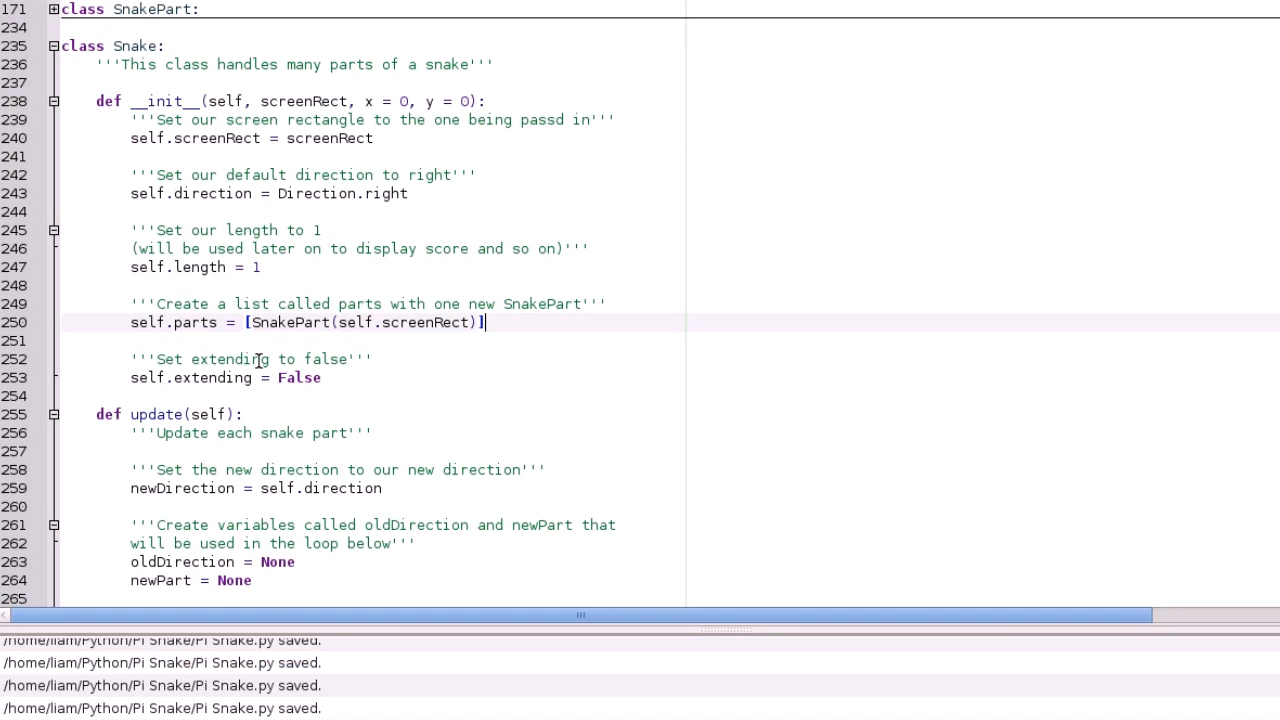 171 class SnakePart:
234
235 class Snake:
236 '''This class handles many parts of a snake'''
237
238 def __init__(self, screenRect, x = 0, y = 0):
239 '''Set our screen rectangle to the one being passd in'''
240 self.screenRect = screenRect
241
242 '''Set our default direction to right'''
243 self.direction = Direction.right
244
245 '''Set our length to 1
246 (will be used later on to display score and so on)'''
247 self.length = 1
248
249 '''Create a list called parts with one new SnakePart'''
250 self.parts = [SnakePart(self.screenRect)]
251
252 '''Set extending to false'''
253 self.extending = False
254
255 def update(self):
256 '''Update each snake part'''
257
258 '''Set the new direction to our new direction'''
259 newDirection = self.direction
260
261 '''Create variables called oldDirection and newPart that
262 will be used in the loop below'''
263 oldDirection = None
264 newPart = None
265
/home/liam/Python/Pi Snake/Pi Snake.py saved.
/home/liam/Python/Pi Snake/Pi Snake.py saved.
/home/liam/Python/Pi Snake/Pi Snake.py saved.
/home/liam/Python/Pi Snake/Pi Snake.py saved.